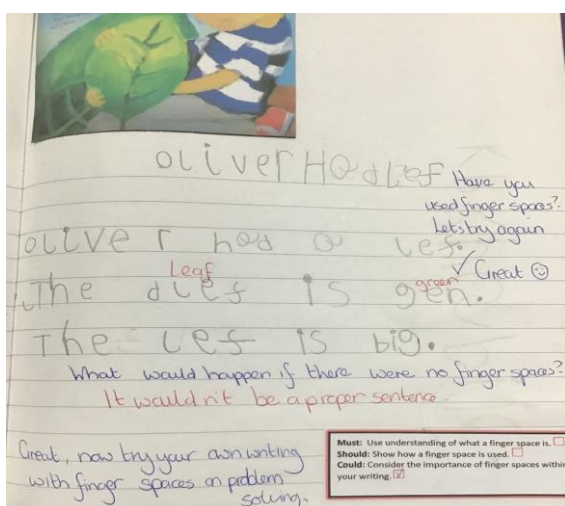 oliverHadlef
Have you
used finger spaces?
Lets try again
olive r had a lef.
✓ Great ☺
Leaf
green
The dlef is gen.
The lef is big.
What would happen if there were no finger spaces?
It wouldn't be a proper sentence.
Great, now try your own writing
with finger spaces on problem
solving.
Must: Use understanding of what a finger space is. ☐
Should: Show how a finger space is used. ☐
Could: Consider the importance of finger spaces within
your writing. ☑